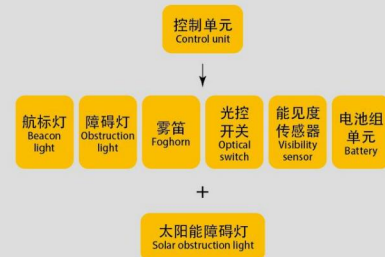 控制单元
Control unit
航标灯
Beacon
light
障碍灯
Obstruction
light
雾笛
Foghorn
光控
开关
Optical
switch
能见度
传感器
Visibility
sensor
电池组
单元
Battery
+
太阳能障碍灯
Solar obstruction light